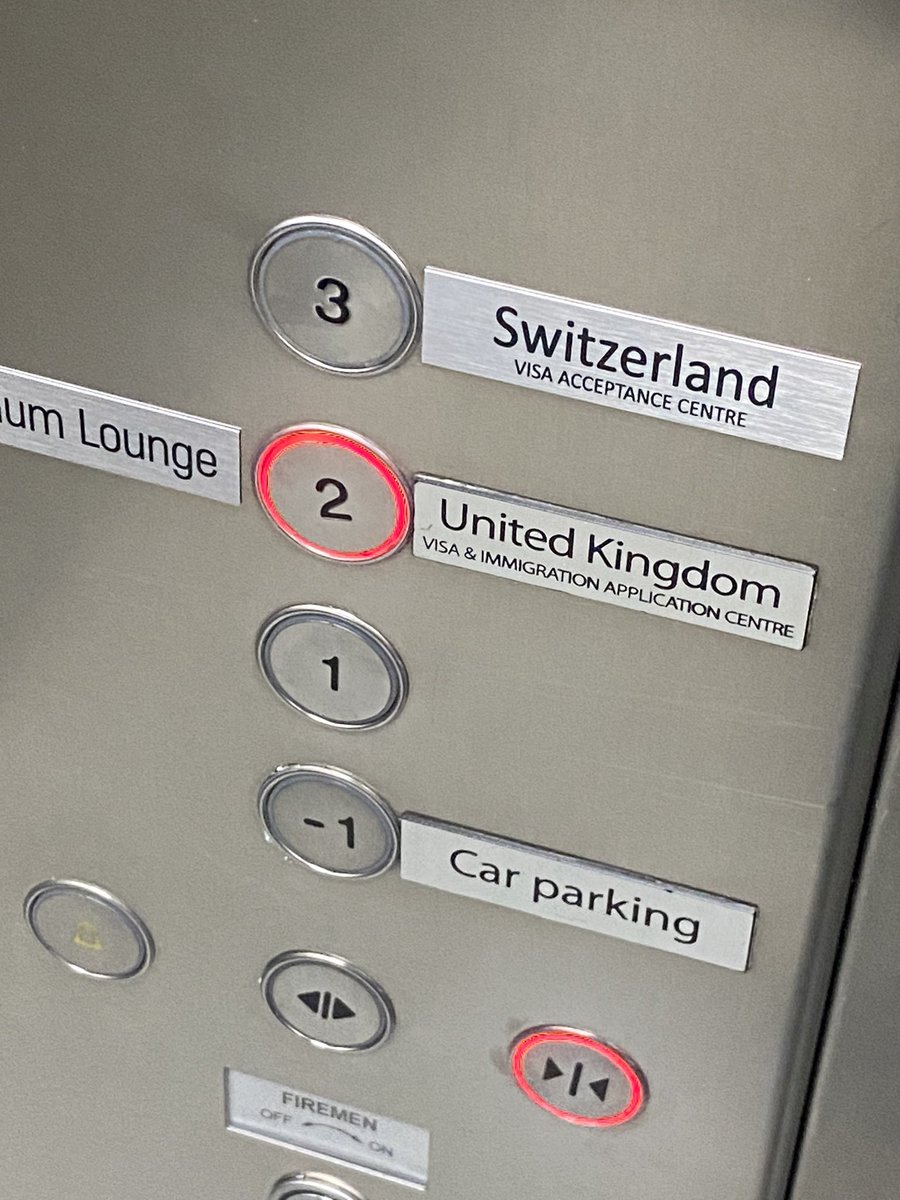 3
Switzerland
VISA ACCEPTANCE CENTRE
Lounge
2
United Kingdom
VISA & IMMIGRATION APPLICATION CENTRE
1
-1
Car parking
FIREMEN
OFF ON